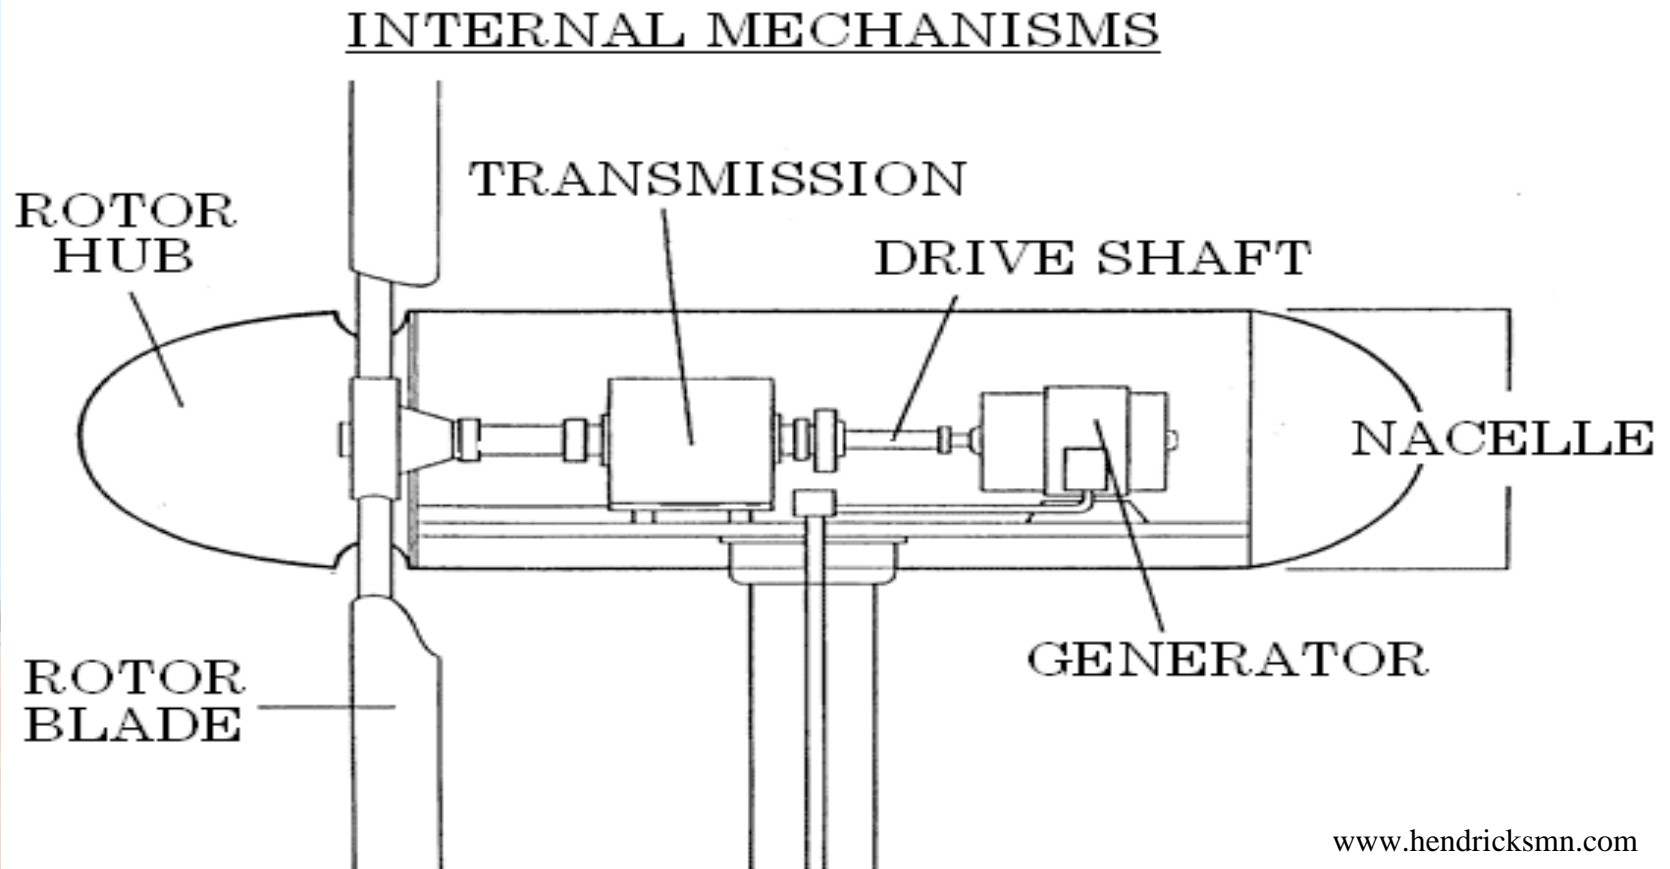 INTERNAL MECHANISMS
TRANSMISSION
ROTOR
HUB
DRIVE SHAFT
NACELLE
GENERATOR
ROTOR
BLADE
www.hendricksmn.com